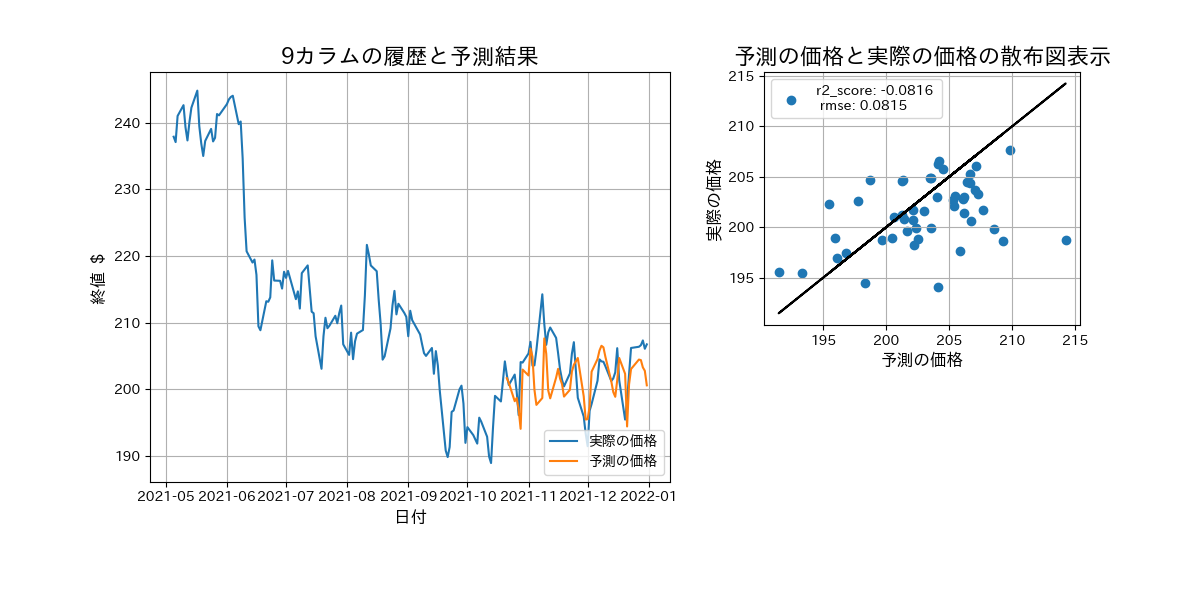 9カラムの履歴と予測結果
240
230
220
210
200
190
終値 $
2021-05 2021-06 2021-07 2021-08 2021-09 2021-10 2021-11 2021-12 2022-01
日付
実際の価格
予測の価格
予測の価格と実際の価格の散布図表示
r2_score: -0.0816
rmse: 0.0815
215
210
205
200
195
実際の価格
195 200 205 210 215
予測の価格